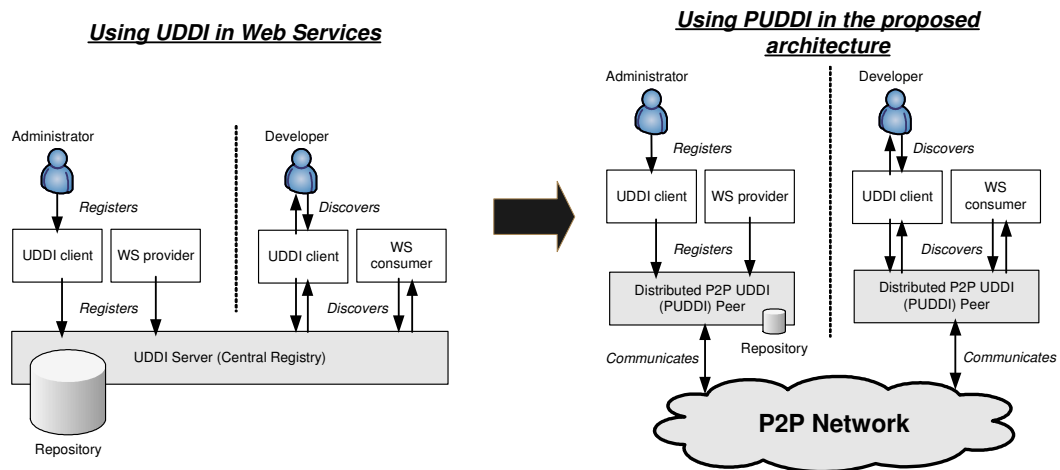 Using UDDI in Web Services
Administrator
Developer
Registers
Discovers
UDDI client
WS provider
UDDI client
WS
consumer
Registers
Discovers
UDDI Server (Central Registry)
Repository
Using PUDDI in the proposed
architecture
Administrator
Developer
Registers
Discovers
UDDI client
WS provider
UDDI client
WS
consumer
Registers
Discovers
Distributed P2P UDDI
(PUDDI) Peer
Distributed P2P UDDI
(PUDDI) Peer
Repository
Communicates
Communicates
P2P Network